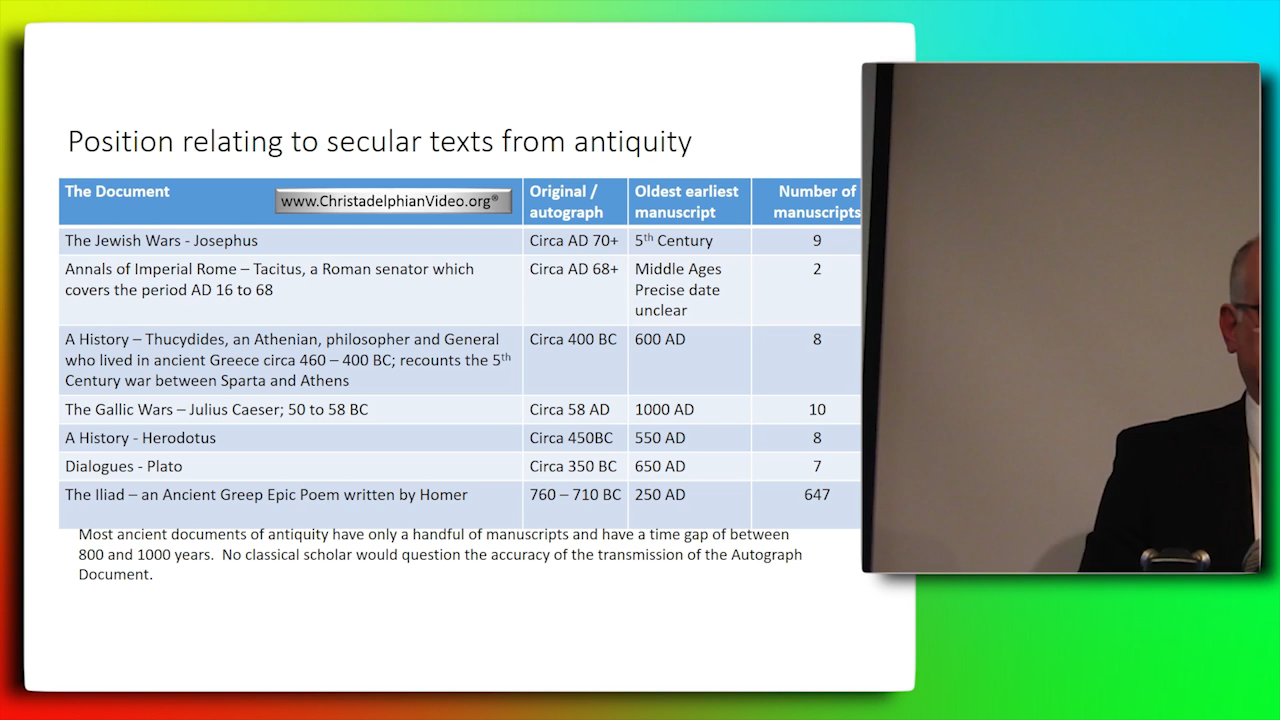 Position relating to secular texts from antiquity
The Document
www.ChristadelphianVideo.org®
Original /
autograph
Oldest earliest
manuscript
Number of
manuscripts
The Jewish Wars - Josephus
Circa AD 70+
5th Century
9
Annals of Imperial Rome – Tacitus, a Roman senator which
covers the period AD 16 to 68
Circa AD 68+
Middle Ages
Precise date
unclear
2
A History – Thucydides, an Athenian, philosopher and General
who lived in ancient Greece circa 460 – 400 BC; recounts the 5th
Century war between Sparta and Athens
Circa 400 BC
600 AD
8
The Gallic Wars – Julius Caeser; 50 to 58 BC
Circa 58 AD
1000 AD
10
A History - Herodotus
Circa 450BC
550 AD
8
Dialogues - Plato
Circa 350 BC
650 AD
7
The Iliad – an Ancient Greep Epic Poem written by Homer
760 – 710 BC
250 AD
647
Most ancient documents of antiquity have only a handful of manuscripts and have a time gap of between
800 and 1000 years. No classical scholar would question the accuracy of the transmission of the Autograph
Document.